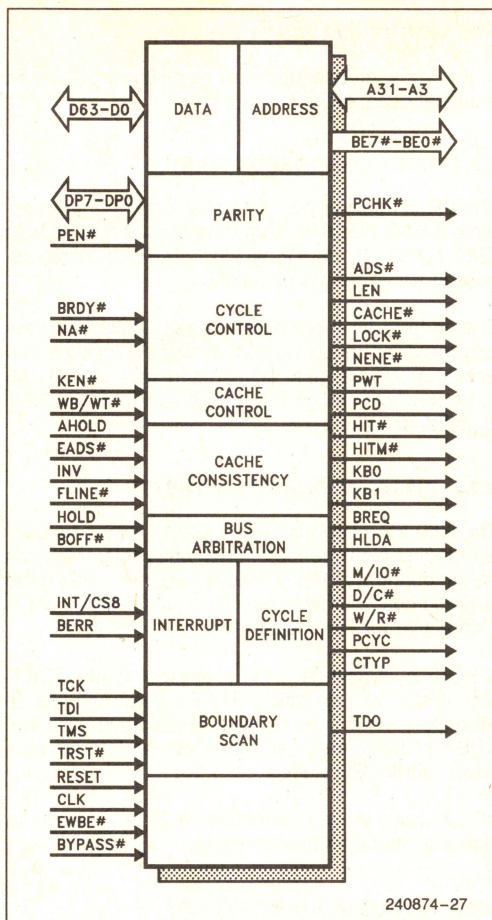 D63-D0
DATA
ADDRESS
A31-A3
BE7#-BE0#
DP7-DP0
PARITY
PCHK#
PEN#
BRDY#
NA#
CYCLE
CONTROL
ADS#
LEN
CACHE#
LOCK#
NENE#
KEN#
WB/WT#
CACHE
CONTROL
PWT
PCD
AHOLD
EADS#
INV
FLINE#
CACHE
CONSISTENCY
HIT#
HITM#
KB0
KB1
HOLD
BOFF#
BUS
ARBITRATION
BREQ
HLDA
INT/CS8
BERR
INTERRUPT
CYCLE
DEFINITION
M/IO#
D/C#
W/R#
PCYC
CTYP
TCK
TDI
TMS
TRST#
BOUNDARY
SCAN
TDO
RESET
CLK
EWBE#
BYPASS#
240874-27